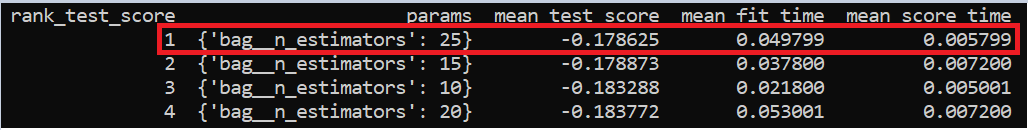 rank_test_score params mean test score mean fit time mean score time
1 {'bag__n_estimators': 25} -0.178625 0.049799 0.005799
2 {'bag__n_estimators': 15} -0.178873 0.037800 0.007200
3 {'bag__n_estimators': 10} -0.183288 0.021800 0.005001
4 {'bag__n_estimators': 20} -0.183772 0.053001 0.007200